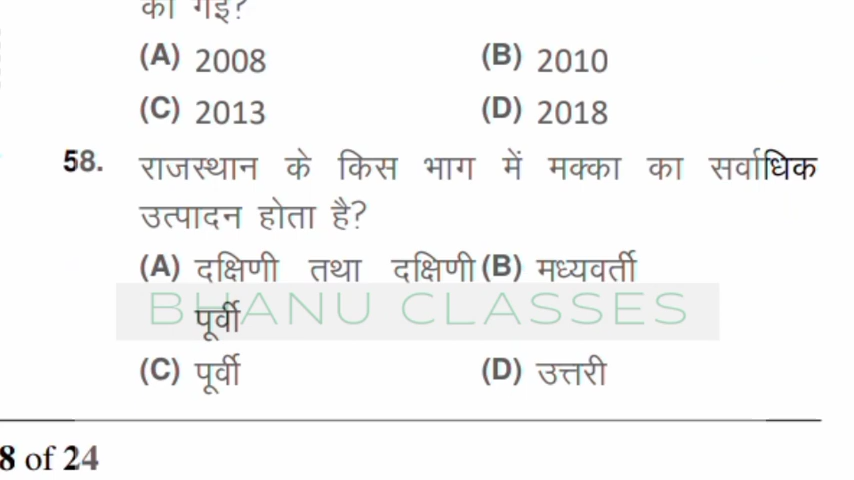 की गई?
(A) 2008 (B) 2010
(C) 2013 (D) 2018
58. राजस्थान के किस भाग में मक्का का सर्वाधिक
उत्पादन होता है?
(A) दक्षिणी तथा दक्षिणी (B) मध्यवर्ती
BHANU CLASSES
पूर्वी
(C) पूर्वी (D) उत्तरी
8 of 24